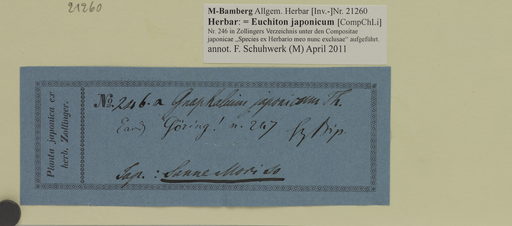 21260
M-Bamberg Allgem. Herbar [Inv.-]Nr. 21260
Herbar: = Euchiton japonicum [CompChLi]
Nr. 246 in Zollingers Verzeichnis unter den Compositae
japonicae „Species ex Herbario meo nunc exclusae" aufgeführt.
annot. F. Schuhwerk (M) April 2011
Planta japonica ex
herb. Zollinger.
No. 246.a Gnaphalium japonicum Th.
Göring! n. 247 Bip.
Jap. :